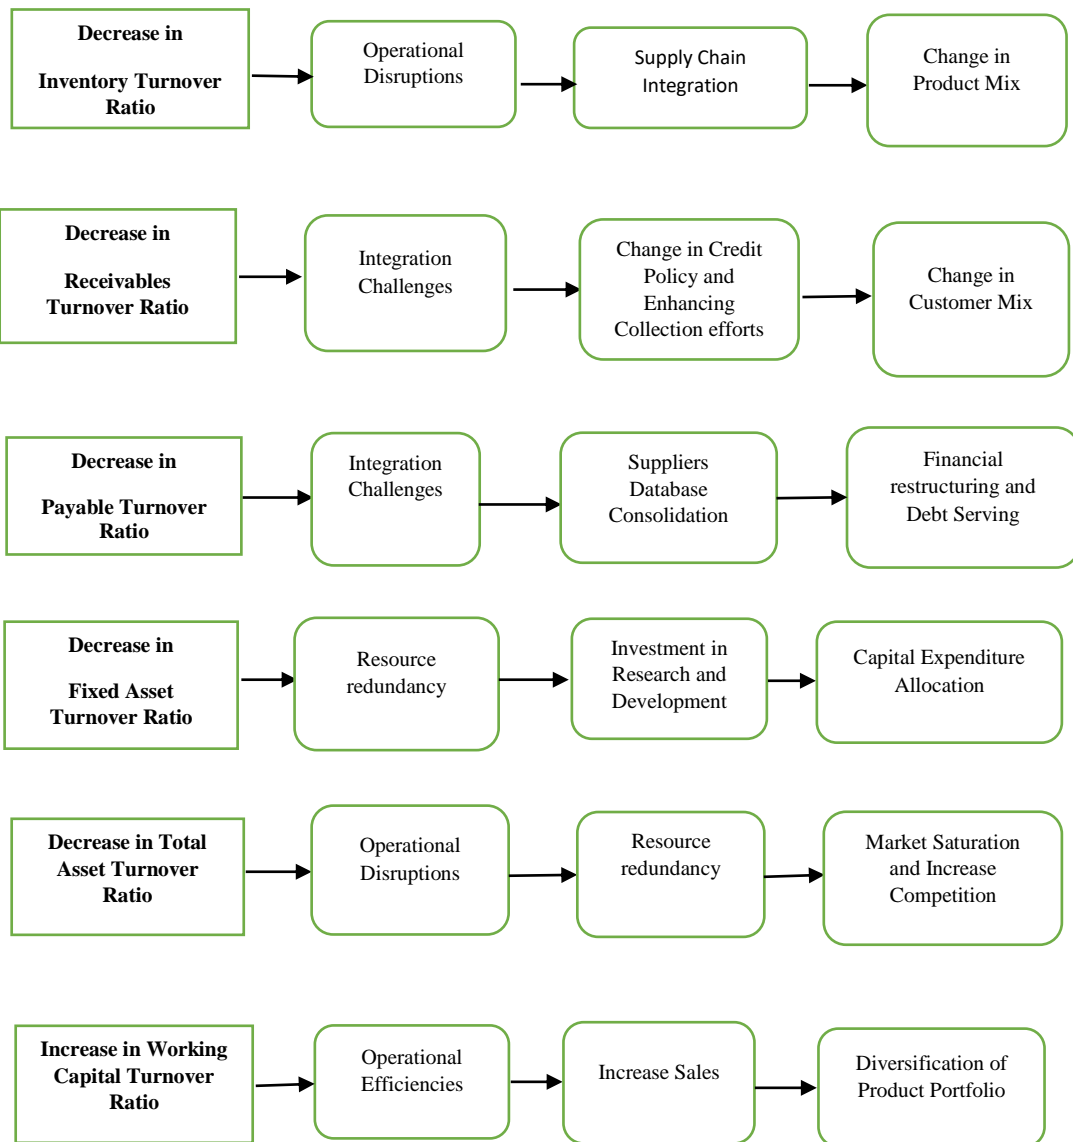 Decrease in
Inventory Turnover
Ratio
Operational
Disruptions
Supply Chain
Integration
Change in
Product Mix
Decrease in
Receivables
Turnover Ratio
Integration
Challenges
Change in Credit
Policy and
Enhancing
Collection efforts
Change in
Customer Mix
Decrease in
Payable Turnover
Ratio
Integration
Challenges
Suppliers
Database
Consolidation
Financial
restructuring and
Debt Serving
Decrease in
Fixed Asset
Turnover Ratio
Resource
redundancy
Investment in
Research and
Development
Capital Expenditure
Allocation
Decrease in Total
Asset Turnover
Ratio
Operational
Disruptions
Resource
redundancy
Market Saturation
and Increase
Competition
Increase in Working
Capital Turnover
Ratio
Operational
Efficiencies
Increase Sales
Diversification of
Product Portfolio